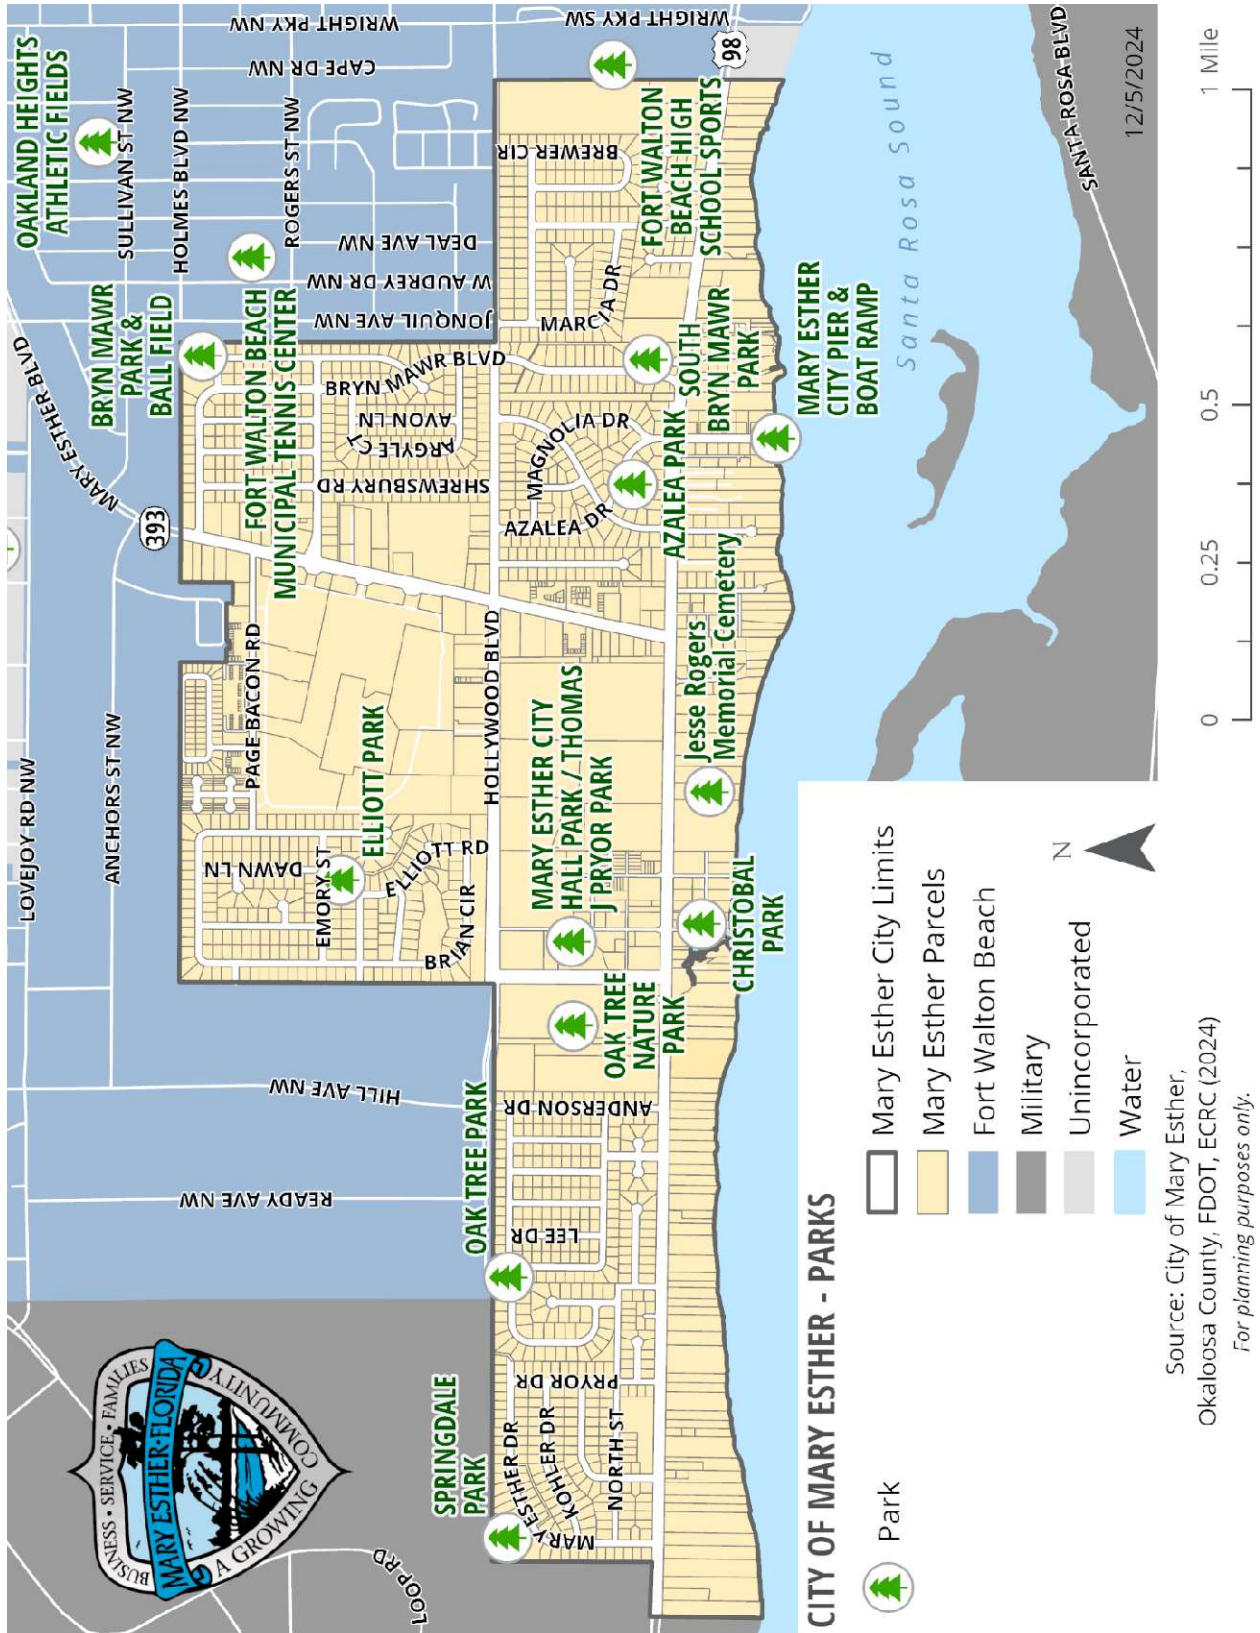 LOVEJOY RD NW
ANCHORS ST NW
HILL AVE NW
READY AVE NW
LOOP RD
BUSINESS • SERVICE • FAMILIES
MARY ESTHER • FLORIDA
A GROWING COMMUNITY
393
MARY ESTHER BLVD
OAKLAND HEIGHTS
ATHLETIC FIELDS
SULLIVAN ST NW
HOLMES BLVD NW
ROGERS ST NW
BRYN MAWR
PARK &
BALL FIELD
FORT WALTON BEACH
MUNICIPAL TENNIS CENTER
WRIGHT PKY NW
CAPE DR NW
DEAL AVE NW
W AUDREY DR NW
JONQUIL AVE NW
PAGE BACON RD
DAWN LN
EMORY ST
ELLIOTT PARK
ELLIOTT RD
BRIAN CIR
BRYN MAWR BLVD
AVON LN
ARGYLE CT
SHREWSBURY RD
HOLLYWOOD BLVD
SPRINGDALE
PARK
OAK TREE PARK
MARY ESTHER DR
KOHLER DR
PRYOR DR
NORTH ST
LEE DR
ANDERSON DR
OAK TREE
NATURE
PARK
MARY ESTHER CITY
HALL PARK / THOMAS
J PRYOR PARK
CHRISTOBAL
PARK
Jesse Rogers
Memorial Cemetery
AZALEA DR
MAGNOLIA DR
AZALEA PARK
SOUTH
BRYN MAWR
PARK
MARCIA DR
BREWER CIR
FORT WALTON
BEACH HIGH
SCHOOL SPORTS
WRIGHT PKY SW
98
MARY ESTHER
CITY PIER &
BOAT RAMP
Santa Rosa Sound
SANTA ROSA BLVD
CITY OF MARY ESTHER - PARKS
Park
Mary Esther City Limits
Mary Esther Parcels
Fort Walton Beach
Military
Unincorporated
Water
N
Source: City of Mary Esther,
Okaloosa County, FDOT, ECRC (2024)
For planning purposes only.
12/5/2024
0 0.25 0.5 1 Mile